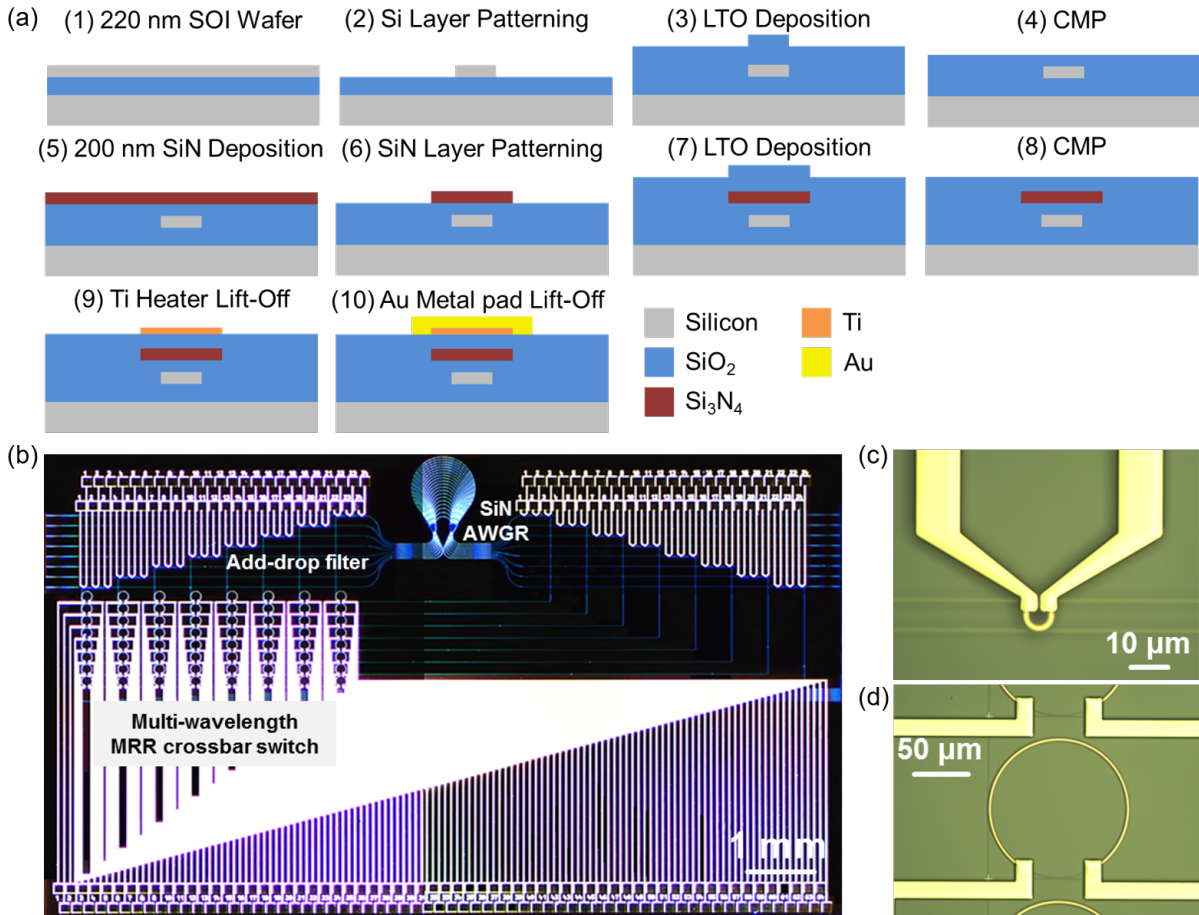 (a)
(1) 220 nm SOI Wafer
(2) Si Layer Patterning
(3) LTO Deposition
(4) CMP
(5) 200 nm SiN Deposition
(6) SiN Layer Patterning
(7) LTO Deposition
(8) CMP
(9) Ti Heater Lift-Off
(10) Au Metal pad Lift-Off
Silicon
Ti
SiO₂
Au
Si₃N₄
(b)
SiN
AWGR
Add-drop filter
Multi-wavelength
MRR crossbar switch
1 mm
(c)
10 µm
(d)
50 µm